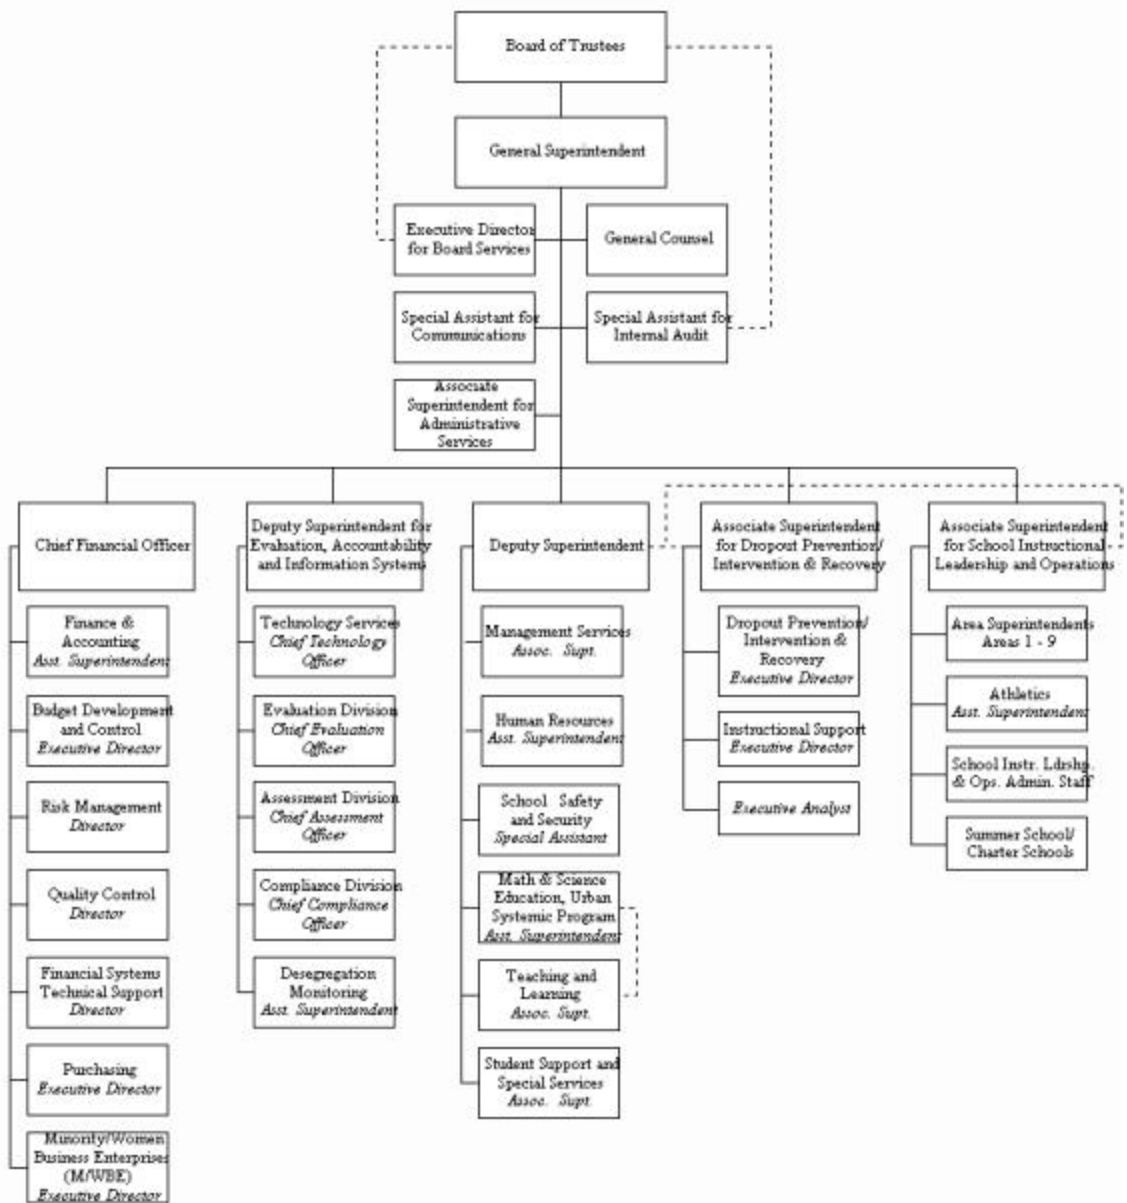 Board of Trustees
General Superintendent
Executive Director
for Board Services
General Counsel
Special Assistant for
Communications
Special Assistant for
Internal Audit
Associate
Superintendent for
Administrative
Services
Chief Financial Officer
Finance &
Accounting
Asst. Superintendent
Budget Development
and Control
Executive Director
Risk Management
Director
Quality Control
Director
Financial Systems
Technical Support
Director
Purchasing
Executive Director
Minority/Women
Business Enterprises
(M/WBE)
Executive Director
Deputy Superintendent for
Evaluation, Accountability
and Information Systems
Technology Services
Chief Technology
Officer
Evaluation Division
Chief Evaluation
Officer
Assessment Division
Chief Assessment
Officer
Compliance Division
Chief Compliance
Officer
Desegregation
Monitoring
Asst. Superintendent
Deputy Superintendent
Management Services
Assoc. Supt.
Human Resources
Asst. Superintendent
School Safety
and Security
Special Assistant
Math & Science
Education, Urban
Systemic Program
Asst. Superintendent
Teaching and
Learning
Assoc. Supt.
Student Support and
Special Services
Assoc. Supt.
Associate Superintendent
for Dropout Prevention/
Intervention & Recovery
Dropout Prevention/
Intervention &
Recovery
Executive Director
Instructional Support
Executive Director
Executive Analyst
Associate Superintendent
for School Instructional
Leadership and Operations
Area Superintendents
Areas 1 - 9
Athletics
Asst. Superintendent
School Instr. Ldrshp.
& Ops. Admin. Staff
Summer School/
Charter Schools